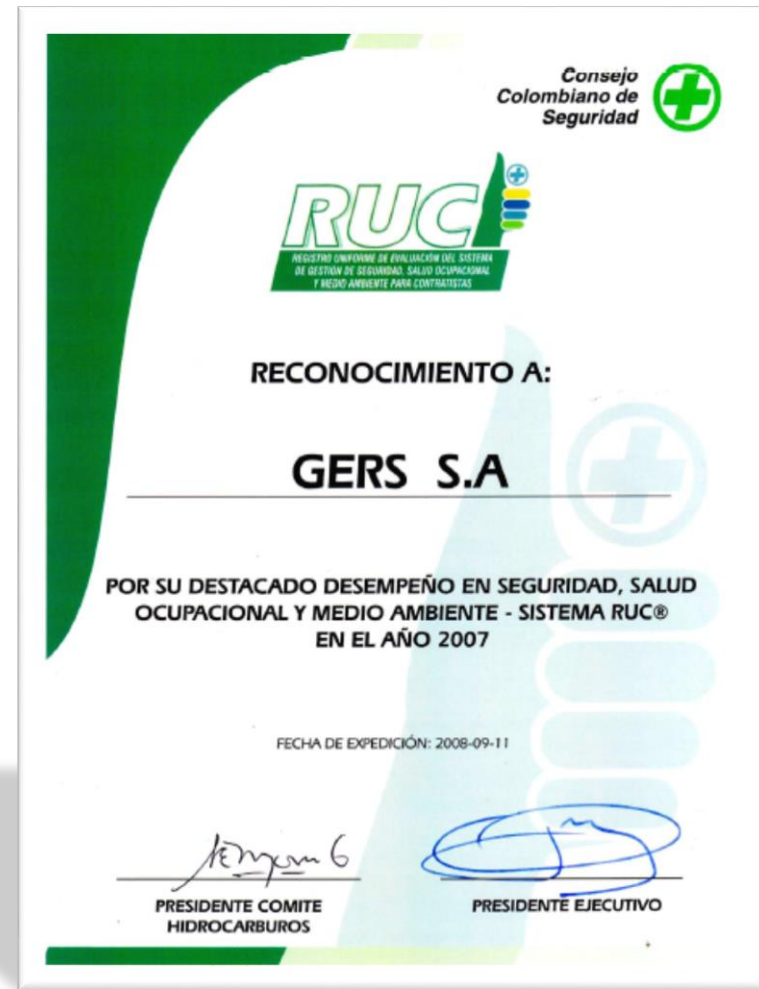 Consejo
Colombiano de
Seguridad
RUC
REGISTRO UNIFORME DE EVALUACIÓN DEL SISTEMA
DE GESTIÓN DE SEGURIDAD, SALUD OCUPACIONAL
Y MEDIO AMBIENTE PARA CONTRATISTAS
RECONOCIMIENTO A:
GERS S.A
POR SU DESTACADO DESEMPEÑO EN SEGURIDAD, SALUD
OCUPACIONAL Y MEDIO AMBIENTE - SISTEMA RUC®
EN EL AÑO 2007
FECHA DE EXPEDICIÓN: 2008-09-11
PRESIDENTE COMITE
HIDROCARBUROS
PRESIDENTE EJECUTIVO